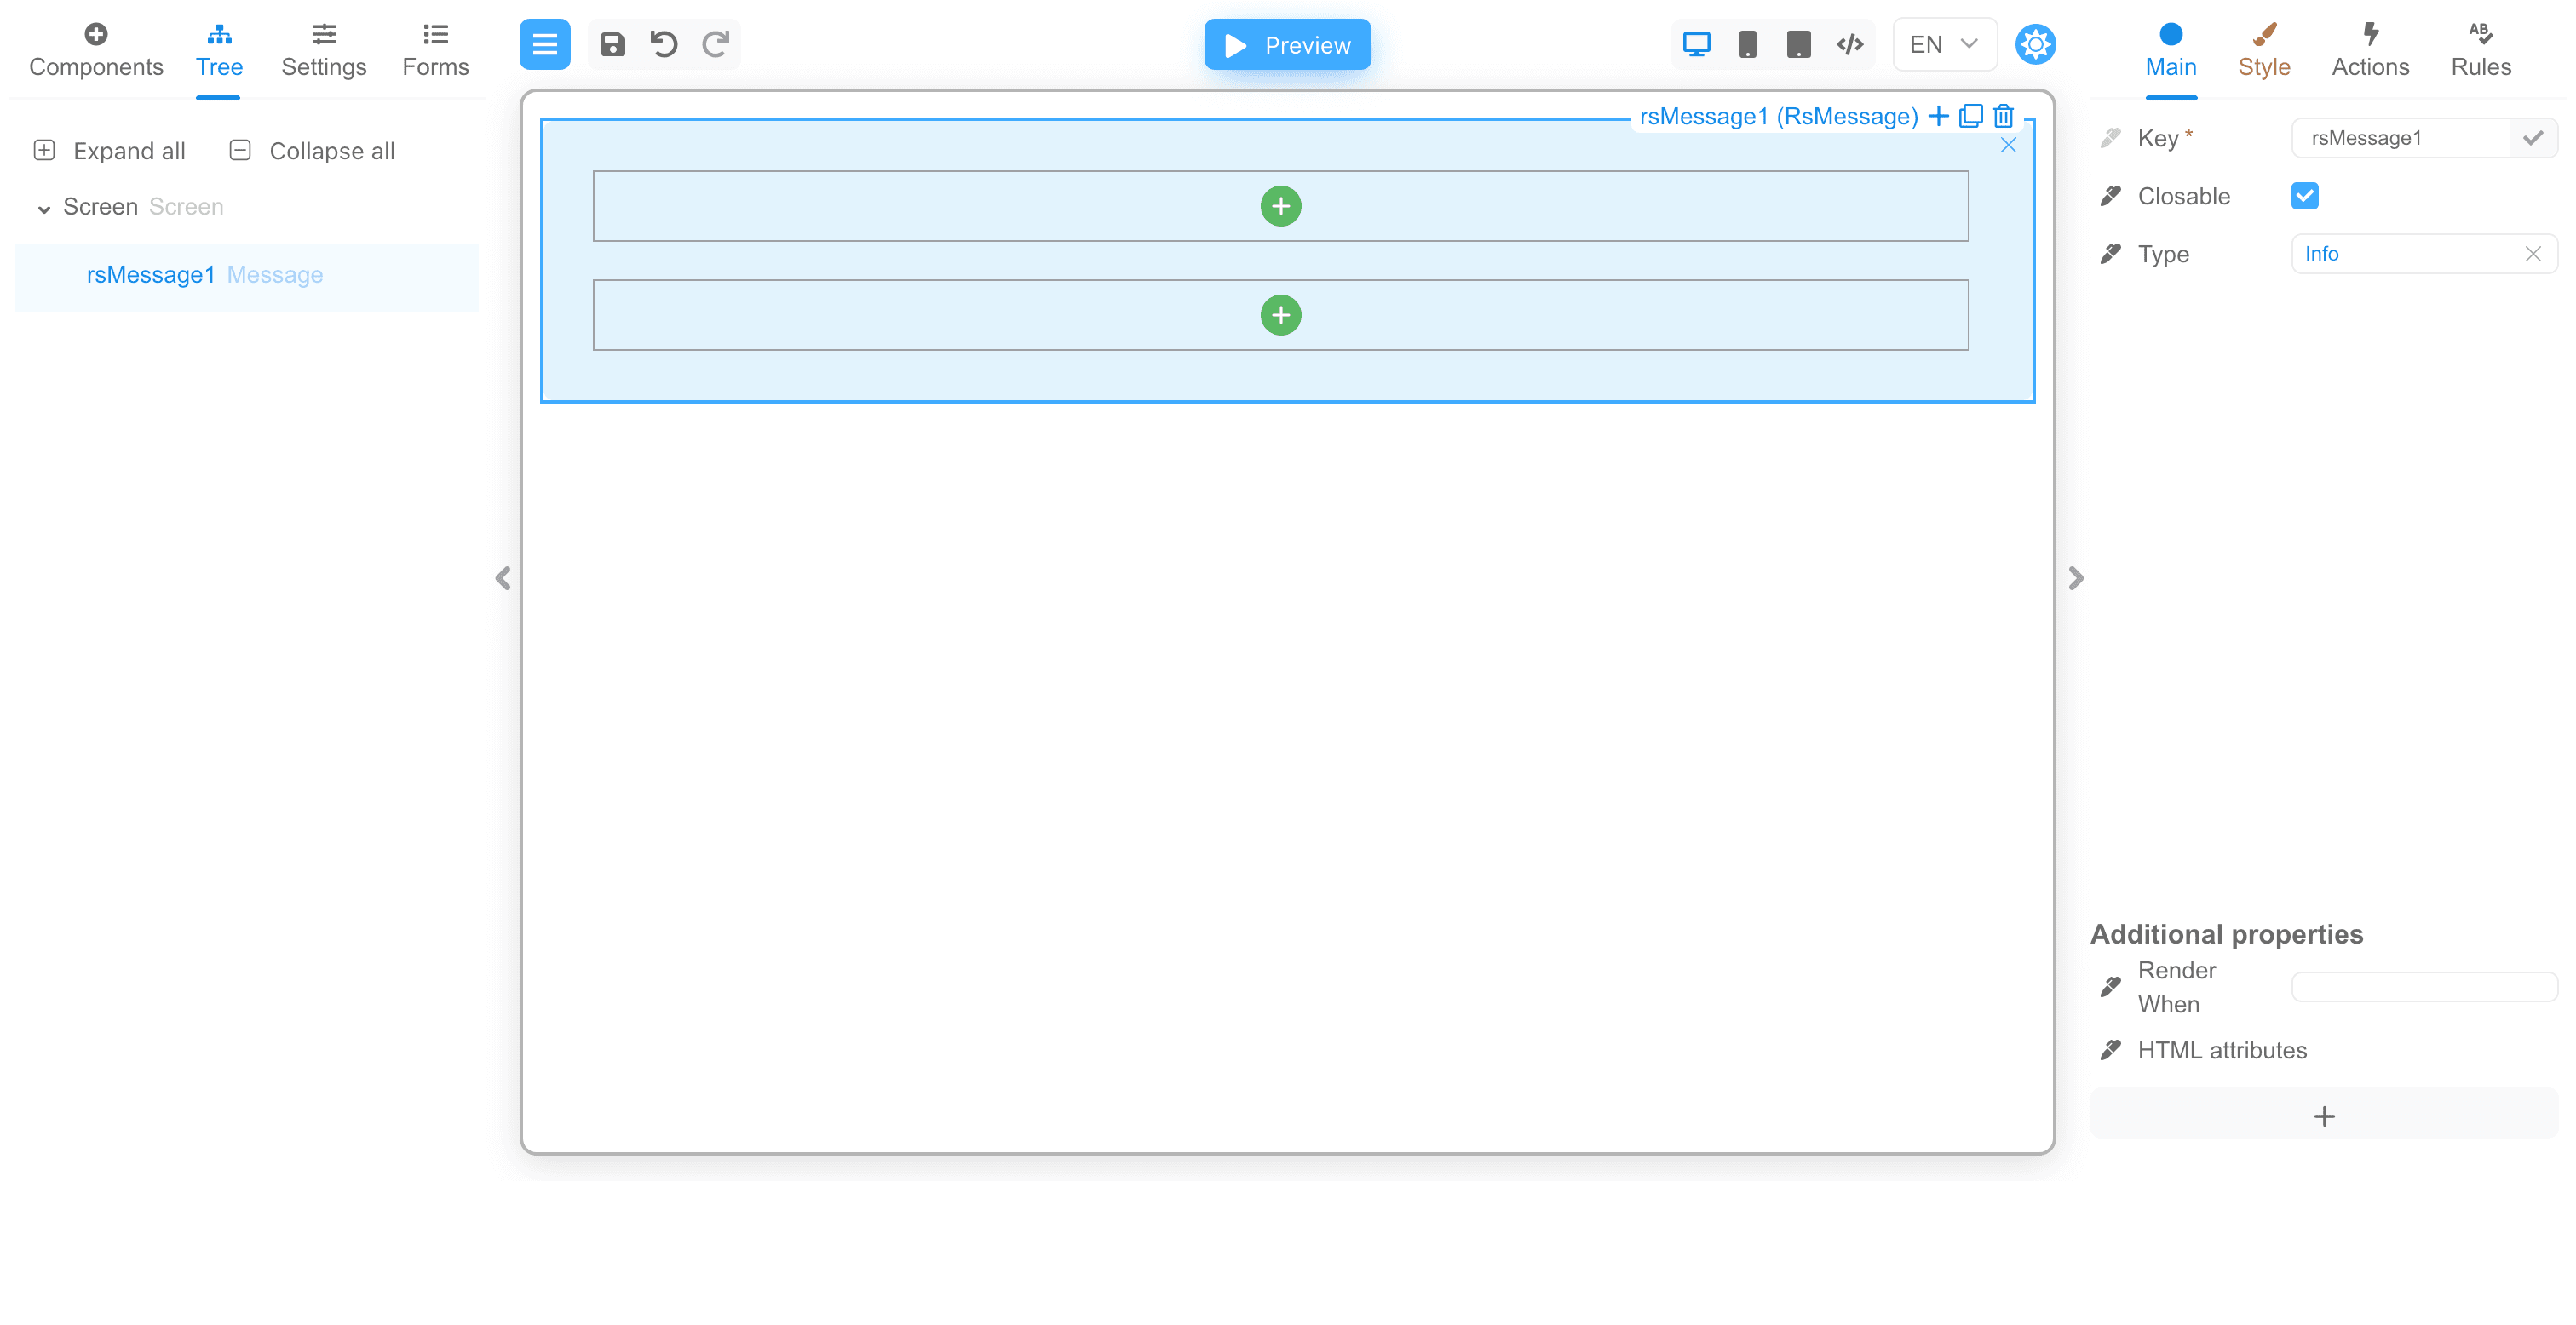 Components Tree Settings Forms
Preview
EN
Main Style Actions Rules
Expand all Collapse all
Screen Screen
rsMessage1 Message
rsMessage1 (RsMessage)
Key * rsMessage1
Closable
Type Info
Additional properties
Render
When
HTML attributes
AB